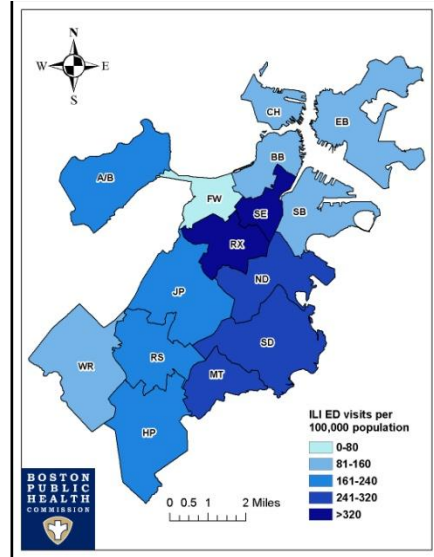 N
W E
S
CH
EB
A/B
BB
FW
SE
SB
RX
ND
JP
SD
WR
RS
MT
HP
ILI ED visits per
100,000 population
0-80
81-160
161-240
241-320
>320
0 0.5 1 2 Miles
BOSTON
PUBLIC
HEALTH
COMMISSION